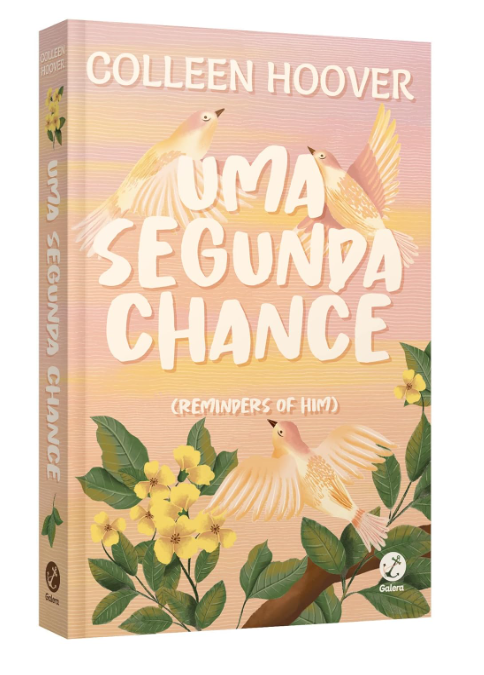 COLLEEN HOOVER
UMA
SEGUNDA
CHANCE
(REMINDERS OF HIM)
Galera
COLLEEN
HOOVER
UMA SEGUNDA CHANCE
Galera